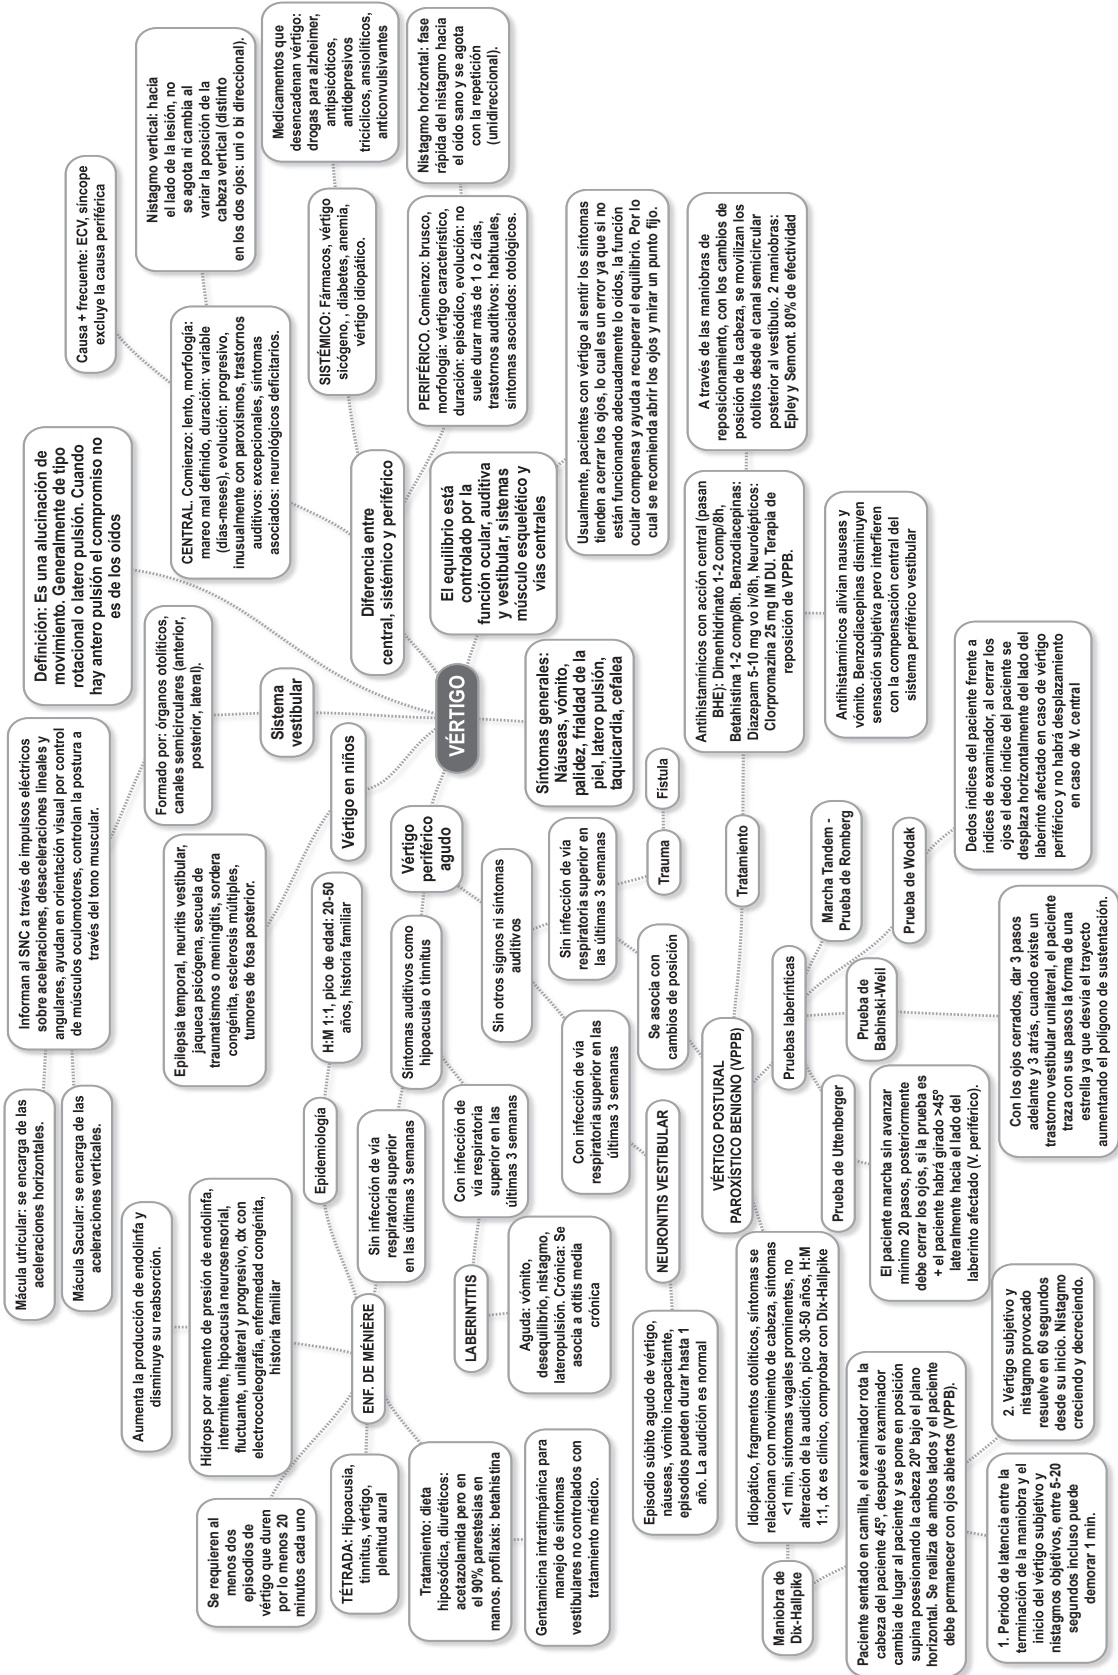 Mácula utricular: se encarga de las
aceleraciones horizontales.
Mácula Sacular: se encarga de las
aceleraciones verticales.
Informan al SNC a través de impulsos eléctricos
sobre aceleraciones, desaceleraciones lineales y
angulares, ayudan en orientación visual por control
de músculos oculomotores, controlan la postura a
través del tono muscular.
Formado por: órganos otolíticos,
canales semicirculares (anterior,
posterior, lateral).
Sistema
vestibular
Definición: Es una alucinación de
movimiento. Generalmente de tipo
rotacional o latero pulsión. Cuando
hay antero pulsión el compromiso no
es de los oídos
Causa + frecuente: ECV, síncope
excluye la causa periférica
Nistagmo vertical: hacia
el lado de la lesión, no
se agota ni cambia al
variar la posición de la
cabeza vertical (distinto
en los dos ojos: uni o bi direccional).
CENTRAL. Comienzo: lento, morfología:
mareo mal definido, duración: variable
(días-meses), evolución: progresivo,
inusualmente con paroxismos, trastornos
auditivos: excepcionales, síntomas
asociados: neurológicos deficitarios.
Medicamentos que
desencadenan vértigo:
drogas para alzheimer,
antipsicóticos,
antidepresivos
tricíclicos, ansiolíticos,
anticonvulsivantes
SISTÉMICO: Fármacos, vértigo
sicógeno, , diabetes, anemia,
vértigo idiopático.
Nistagmo horizontal: fase
rápida del nistagmo hacia
el oído sano y se agota
con la repetición
(unidireccional).
PERIFÉRICO. Comienzo: brusco,
morfología: vértigo característico,
duración: episódico, evolución: no
suele durar más de 1 o 2 días,
trastornos auditivos: habituales,
síntomas asociados: otológicos.
Diferencia entre
central, sistémico y periférico
El equilibrio está
controlado por la
función ocular, auditiva
y vestibular, sistemas
músculo esquelético y
vías centrales
Usualmente, pacientes con vértigo al sentir los síntomas
tienden a cerrar los ojos, lo cual es un error ya que si no
están funcionando adecuadamente lo oídos, la función
ocular compensa y ayuda a recuperar el equilibrio. Por lo
cual se recomienda abrir los ojos y mirar un punto fijo.
VÉRTIGO
Síntomas generales:
Náuseas, vómito,
palidez, frialdad de la
piel, latero pulsión,
taquicardia, cefalea
Vértigo en niños
Epilepsia temporal, neuritis vestibular,
jaqueca psicógena, secuela de
traumatismos o meningitis, sordera
congénita, esclerosis múltiples,
tumores de fosa posterior.
Vértigo
periférico
agudo
Síntomas auditivos como
hipoacusia o tinnitus
Sin infección de vía
respiratoria superior
en las últimas 3 semanas
ENF. DE MÉNIÈRE
Epidemiología
H:M 1:1, pico de edad: 20-50
años, historia familiar
Aumenta la producción de endolinfa y
disminuye su reabsorción.
Hidrops por aumento de presión de endolinfa,
intermitente, hipoacusia neurosensorial,
fluctuante, unilateral y progresivo, dx con
electrococleografía, enfermedad congénita,
historia familiar
Se requieren al
menos dos
episodios de
vértigo que duren
por lo menos 20
minutos cada uno
TÉTRADA: Hipoacusia,
tinnitus, vértigo,
plenitud aural
Tratamiento: dieta
hiposódica, diuréticos:
acetazolamida pero en
el 90% parestesias en
manos. profilaxis: betahistina
Gentamicina intratimpánica para
manejo de síntomas
vestibulares no controlados con
tratamiento médico.
Con infección de
vía respiratoria
superior en las
últimas 3 semanas
LABERINTITIS
Aguda: vómito,
desequilibrio, nistagmo,
lateropulsión. Crónica: Se
asocia a otitis media
crónica
Sin otros signos ni síntomas
auditivos
Con infección de vía
respiratoria superior en las
últimas 3 semanas
NEURONITIS VESTIBULAR
Episodio súbito agudo de vértigo,
náuseas, vómito incapacitante,
episodios pueden durar hasta 1
año. La audición es normal
Sin infección de vía
respiratoria superior en
las últimas 3 semanas
Trauma
Fístula
Se asocia con
cambios de posición
VÉRTIGO POSTURAL
PAROXÍSTICO BENIGNO (VPPB)
Idiopático, fragmentos otolíticos, síntomas se
relacionan con movimiento de cabeza, síntomas
<1 min, síntomas vagales prominentes, no
alteración de la audición, pico 30-50 años, H:M
1:1, dx es clínico, comprobar con Dix-Hallpike
Maniobra de
Dix-Hallpike
Paciente sentado en camilla, el examinador rota la
cabeza del paciente 45º, después el examinador
cambia de lugar al paciente y se pone en posición
supina posesionando la cabeza 20º bajo el plano
horizontal. Se realiza de ambos lados y el paciente
debe permanecer con ojos abiertos (VPPB).
1. Periodo de latencia entre la
terminación de la maniobra y el
inicio del vértigo subjetivo y
nistagmos objetivos, entre 5-20
segundos incluso puede
demorar 1 min.
2. Vértigo subjetivo y
nistagmo provocado
resuelve en 60 segundos
desde su inicio. Nistagmo
creciendo y decreciendo.
Tratamiento
Antihistamínicos con acción central (pasan
BHE): Dimenhidrinato 1-2 comp/8h,
Betahistina 1-2 comp/8h. Benzodiacepinas:
Diazepam 5-10 mg vo iv/8h, Neurolépticos:
Clorpromazina 25 mg IM DU. Terapia de
reposición de VPPB.
A través de las maniobras de
reposicionamiento, con los cambios de
posición de la cabeza, se movilizan los
otolitos desde el canal semicircular
posterior al vestíbulo. 2 maniobras:
Epley y Semont. 80% de efectividad
Antihistamínicos alivian nauseas y
vómito. Benzodiacepinas disminuyen
sensación subjetiva pero interfieren
con la compensación central del
sistema periférico vestibular
Pruebas laberínticas
Marcha Tandem -
Prueba de Romberg
Prueba de Wodak
Dedos índices del paciente frente a
índices de examinador, al cerrar los
ojos el dedo índice del paciente se
desplaza horizontalmente del lado del
laberinto afectado en caso de vértigo
periférico y no habrá desplazamiento
en caso de V. central
Prueba de
Babinski-Weil
Con los ojos cerrados, dar 3 pasos
adelante y 3 atrás, cuando existe un
trastorno vestibular unilateral, el paciente
traza con sus pasos la forma de una
estrella ya que desvía el trayecto
aumentando el polígono de sustentación.
Prueba de Uttenberger
El paciente marcha sin avanzar
mínimo 20 pasos, posteriormente
debe cerrar los ojos, si la prueba es
+ el paciente habrá girado >45º
lateralmente hacia el lado del
laberinto afectado (V. periférico).